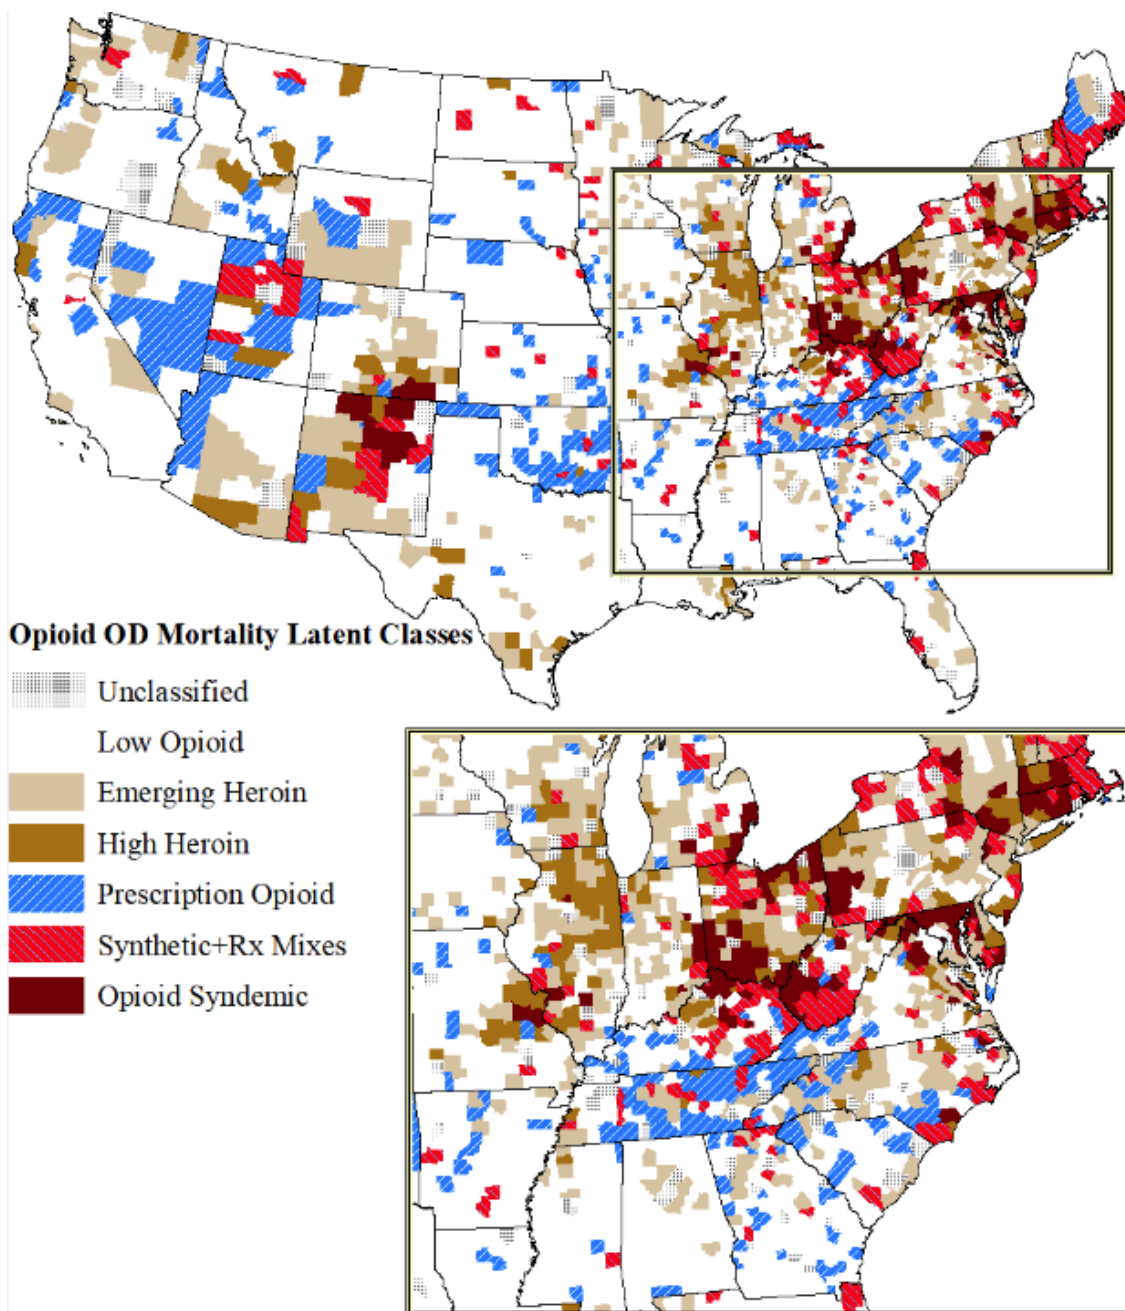 Opioid OD Mortality Latent Classes
Unclassified
Low Opioid
Emerging Heroin
High Heroin
Prescription Opioid
Synthetic+Rx Mixes
Opioid Syndemic